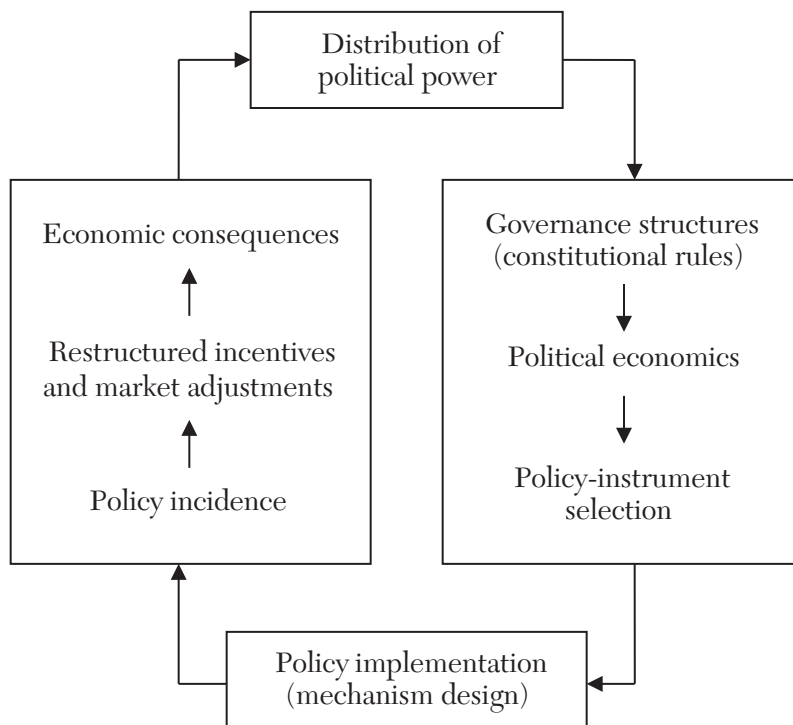 Distribution of
political power
Economic consequences
Restructured incentives
and market adjustments
Policy incidence
Governance structures
(constitutional rules)
Political economics
Policy-instrument
selection
Policy implementation
(mechanism design)